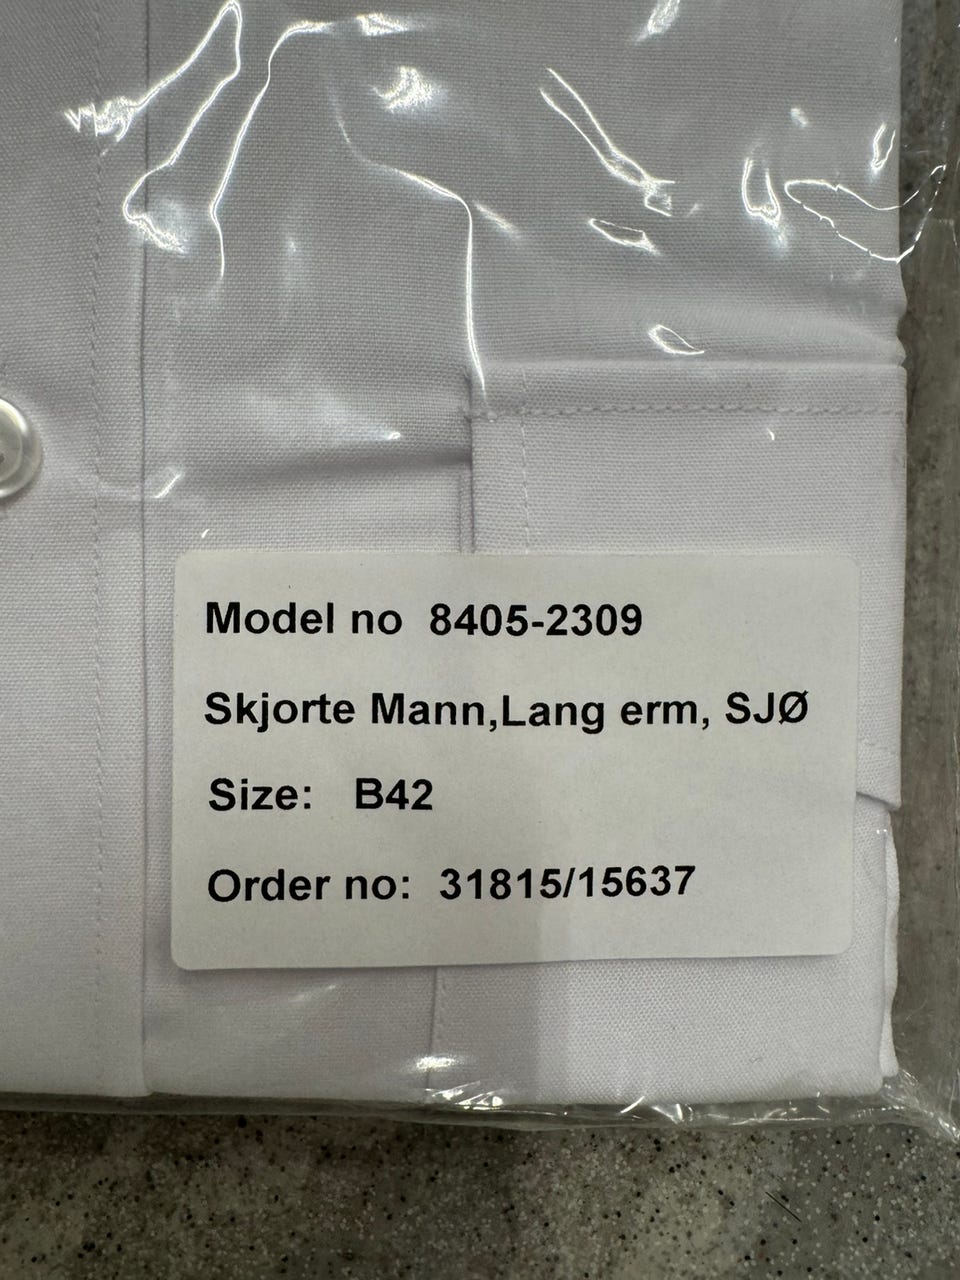 Model no 8405-2309
Skjorte Mann,Lang erm, SJØ
Size: B42
Order no: 31815/15637